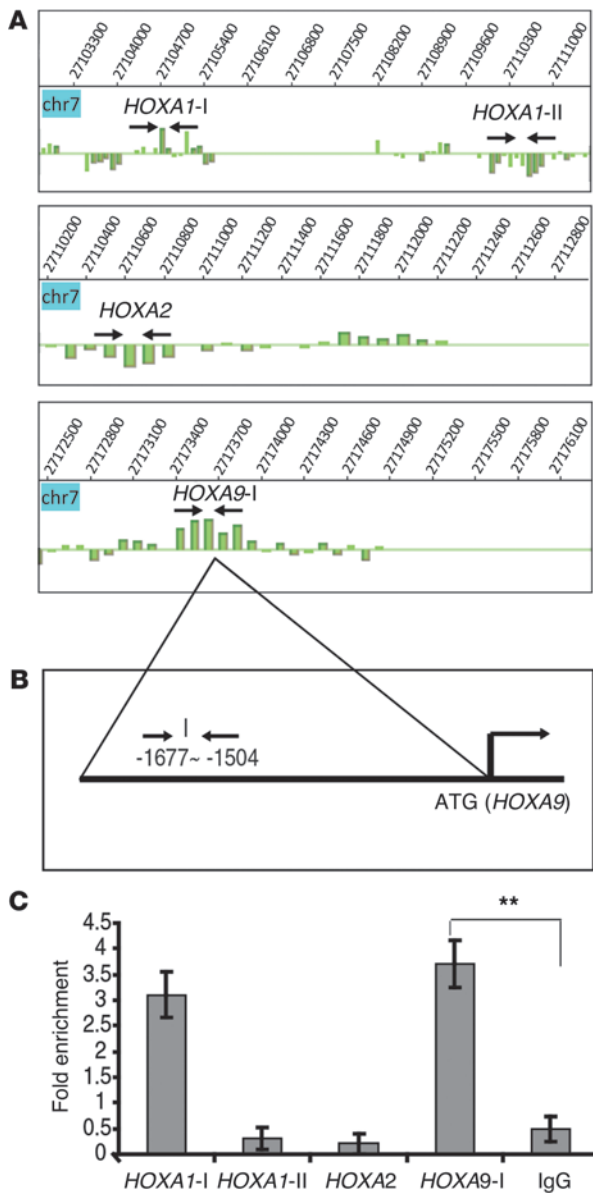 A
27103300 27104000 27104700 27105400 27106100 27106800 27107500 27108200 27108900 27109600 27110300 27111000
chr7
HOXA1-I
HOXA1-II
27110200 27110400 27110600 27110800 27111000 27111200 27111400 27111600 27111800 27112000 27112200 27112400 27112600 27112800
chr7
HOXA2
27172500 27172800 27173100 27173400 27173700 27174000 27174300 27174600 27174900 27175200 27175500 27175800 27176100
chr7
HOXA9-I
B
I
-1677~ -1504
ATG (HOXA9)
C
**
Fold enrichment
4.5
4
3.5
3
2.5
2
1.5
1
0.5
0
HOXA1-I HOXA1-II HOXA2 HOXA9-I IgG